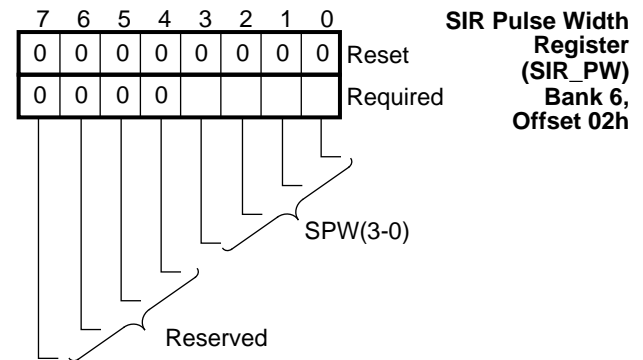 7 6 5 4 3 2 1 0
0 0 0 0 0 0 0 0 Reset
0 0 0 0 Required
SIR Pulse Width
Register
(SIR_PW)
Bank 6,
Offset 02h
SPW(3-0)
Reserved